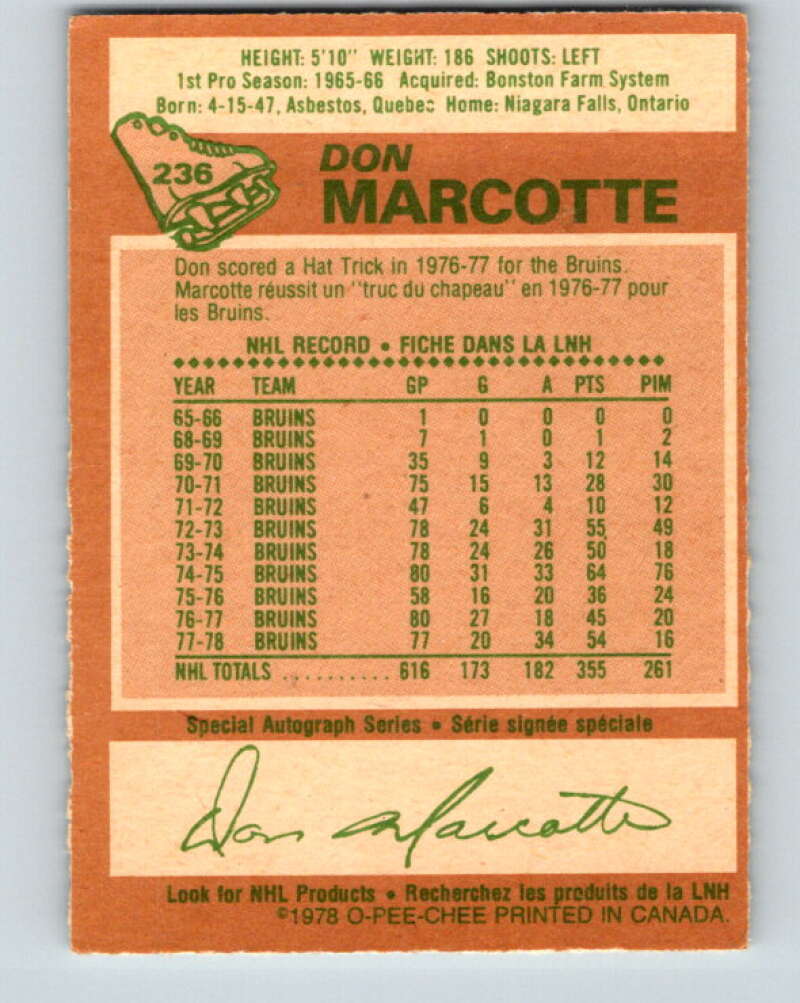 HEIGHT: 5'10" WEIGHT: 186 SHOOTS: LEFT
1st Pro Season: 1965-66 Acquired: Bonston Farm System
Born: 4-15-47, Asbestos, Quebec Home: Niagara Falls, Ontario
236
DON
MARCOTTE
Don scored a Hat Trick in 1976-77 for the Bruins.
Marcotte réussit un "truc du chapeau" en 1976-77 pour
les Bruins.
NHL RECORD • FICHE DANS LA LNH
YEAR TEAM GP G A PTS PIM
65-66 BRUINS 1 0 0 0 0
68-69 BRUINS 7 1 0 1 2
69-70 BRUINS 35 9 3 12 14
70-71 BRUINS 75 15 13 28 30
71-72 BRUINS 47 6 4 10 12
72-73 BRUINS 78 24 31 55 49
73-74 BRUINS 78 24 26 50 18
74-75 BRUINS 80 31 33 64 76
75-76 BRUINS 58 16 20 36 24
76-77 BRUINS 80 27 18 45 20
77-78 BRUINS 77 20 34 54 16
NHL TOTALS .......... 616 173 182 355 261
Special Autograph Series • Série signée spéciale
Don Marcotte
Look for NHL Products • Recherchez les produits de la LNH
©1978 O-PEE-CHEE PRINTED IN CANADA.